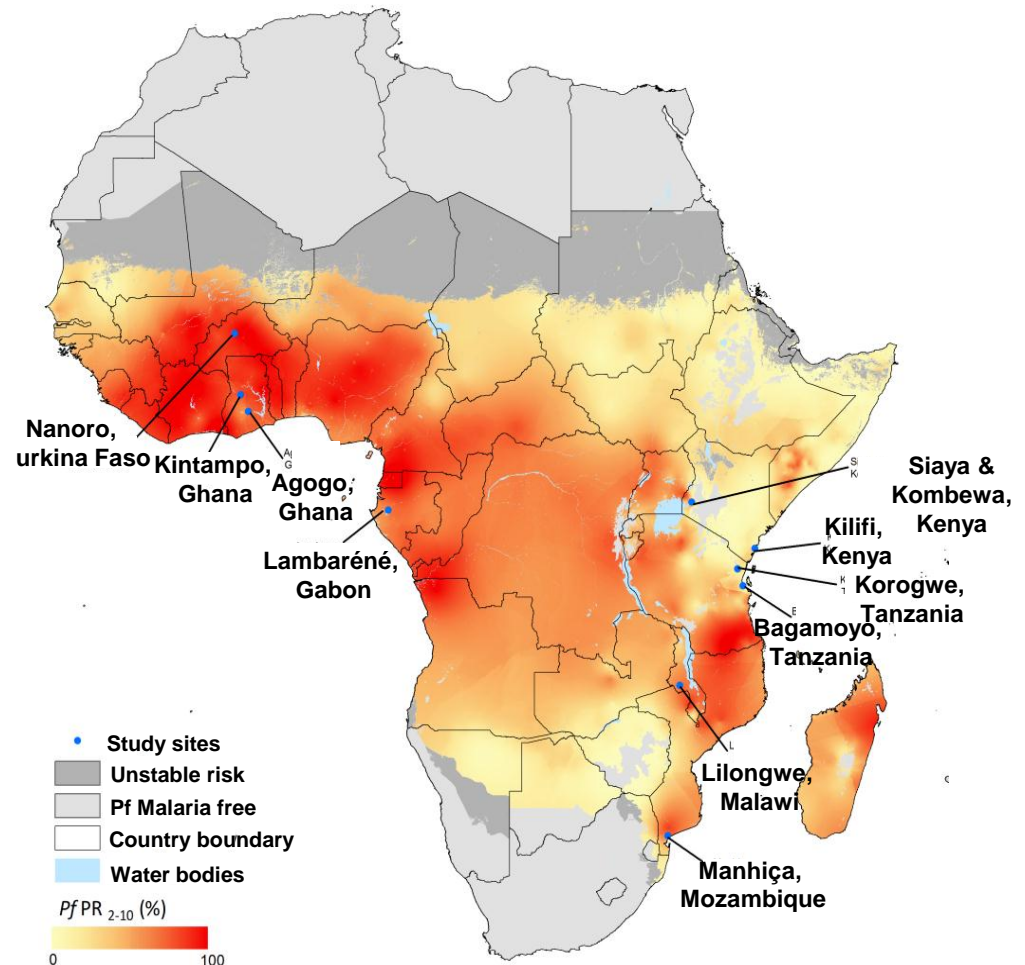 Nanoro,
urkina Faso
Kintampo,
Ghana
Agogo,
Ghana
Lambaréné,
Gabon
Siaya &
Kombewa,
Kenya
Kilifi,
Kenya
Korogwe,
Tanzania
Bagamoyo,
Tanzania
Lilongwe,
Malawi
Manhiça,
Mozambique
Study sites
Unstable risk
Pf Malaria free
Country boundary
Water bodies
Pf PR 2-10 (%)
0 100